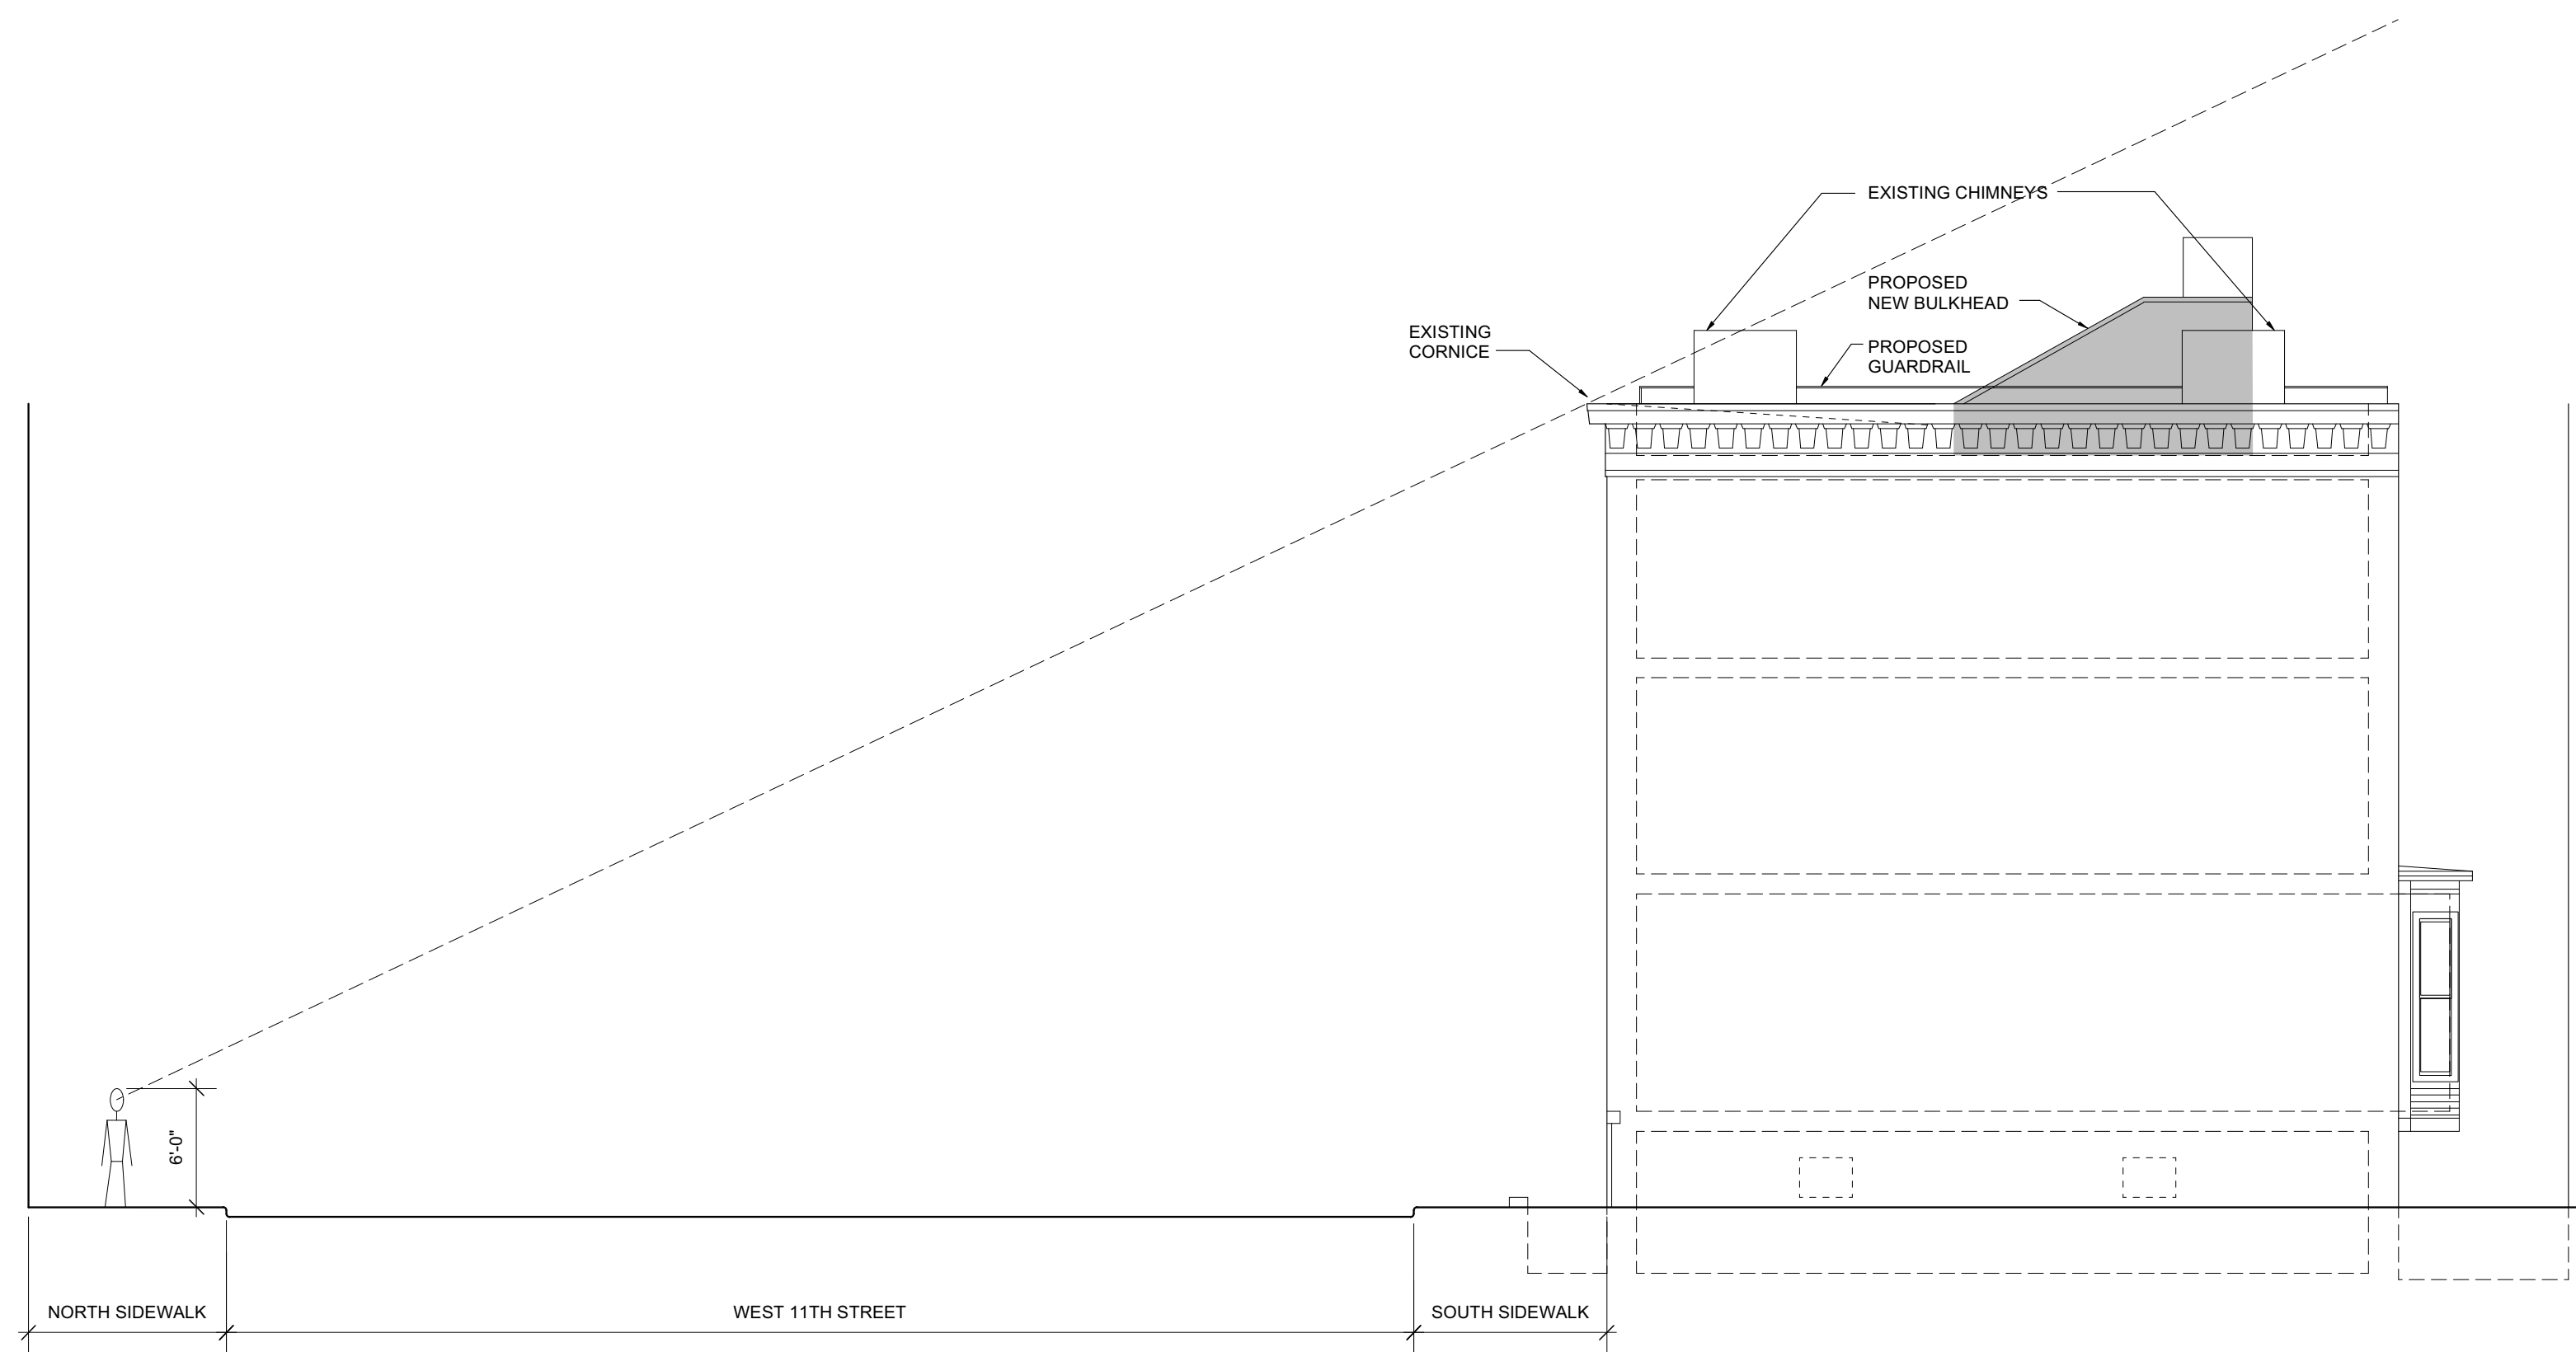 EXISTING CHIMNEYS
PROPOSED
NEW BULKHEAD
EXISTING
CORNICE
PROPOSED
GUARDRAIL
6'-0"
NORTH SIDEWALK
WEST 11TH STREET
SOUTH SIDEWALK